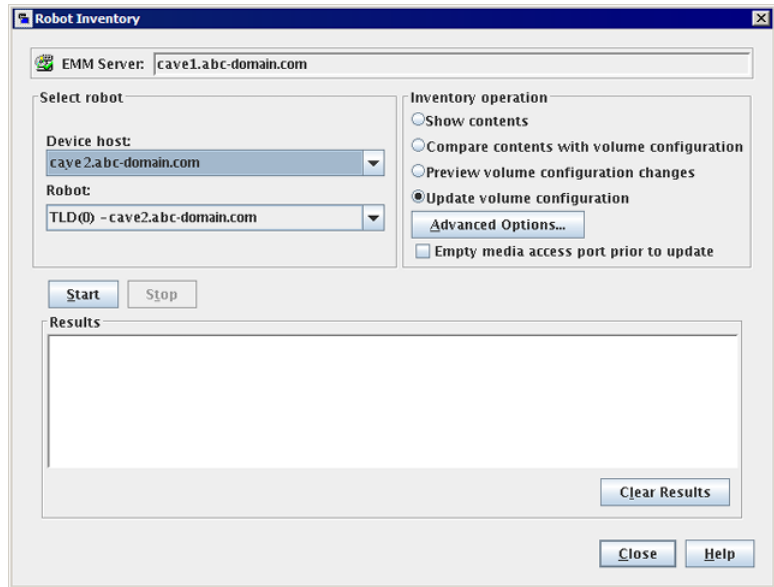 Robot Inventory
EMM Server: cave1.abc-domain.com
Select robot
Device host:
cave2.abc-domain.com
Robot:
TLD(0) - cave2.abc-domain.com
Inventory operation
Show contents
Compare contents with volume configuration
Preview volume configuration changes
Update volume configuration
Advanced Options...
Empty media access port prior to update
Start
Stop
Results
Clear Results
Close
Help